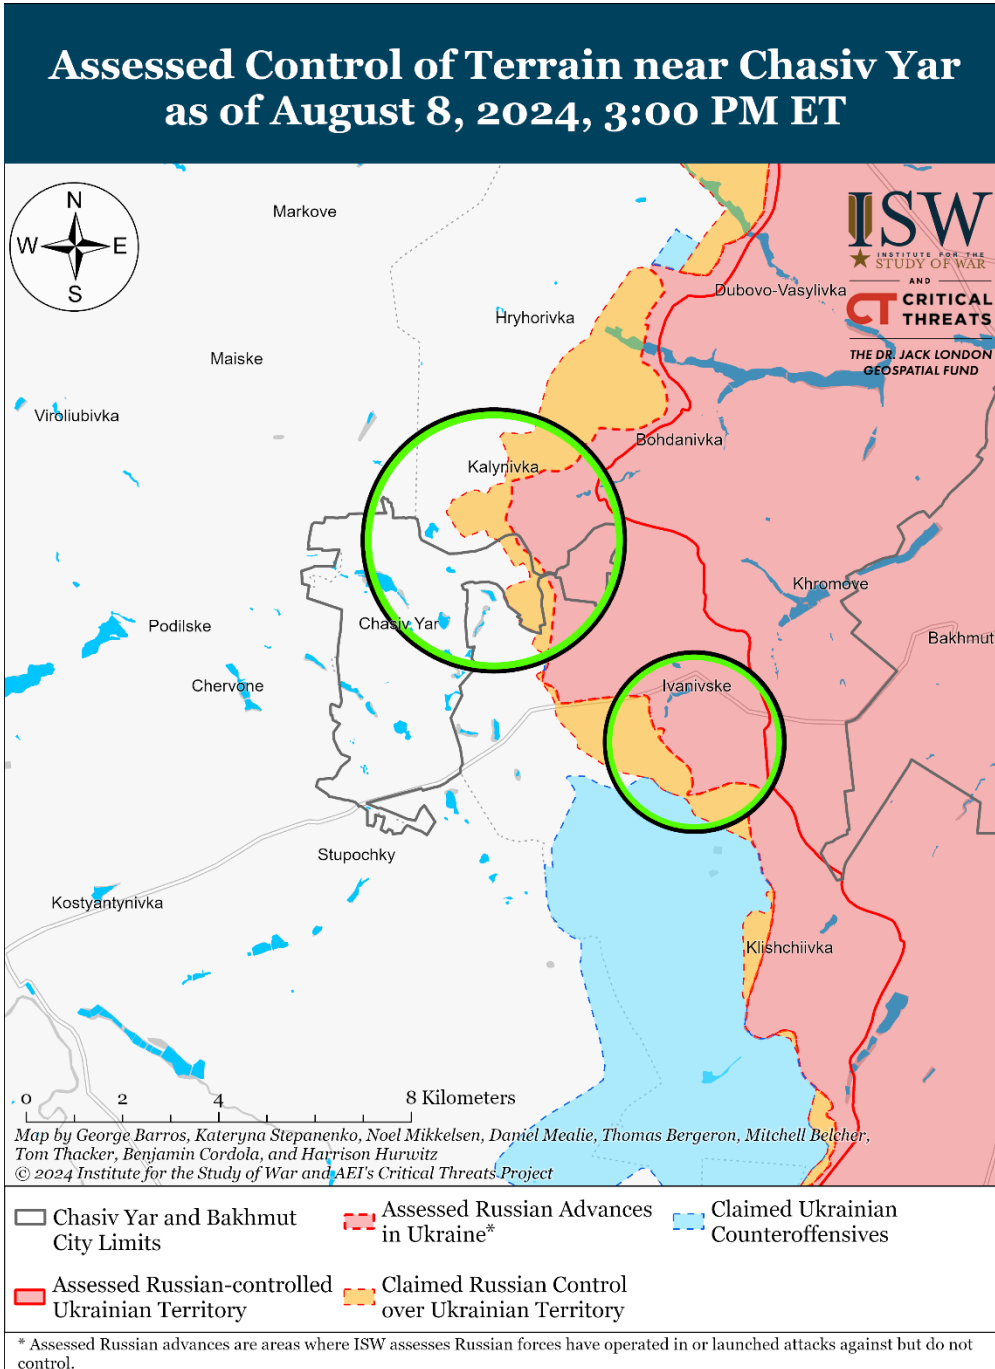 Assessed Control of Terrain near Chasiv Yar
as of August 8, 2024, 3:00 PM ET
N
W
E
S
Markove
ISW
INSTITUTE FOR THE
STUDY OF WAR
AND
CT CRITICAL
THREATS
THE DR. JACK LONDON
GEOSPATIAL FUND
Dubovo-Vasylivka
Hryhorivka
Maiske
Viroliubivka
Bohdanivka
Kalynivka
Khromove
Podilske
Chasiv Yar
Bakhmut
Chervone
Ivanivske
Stupochky
Kostyantynivka
Klishchiivka
0 2 4 8 Kilometers
Map by George Barros, Kateryna Stepanenko, Noel Mikkelsen, Daniel Mealie, Thomas Bergeron, Mitchell Belcher,
Tom Thacker, Benjamin Cordola, and Harrison Hurwitz
© 2024 Institute for the Study of War and AEI's Critical Threats Project
Chasiv Yar and Bakhmut
City Limits
Assessed Russian Advances
in Ukraine*
Claimed Ukrainian
Counteroffensives
Assessed Russian-controlled
Ukrainian Territory
Claimed Russian Control
over Ukrainian Territory
* Assessed Russian advances are areas where ISW assesses Russian forces have operated in or launched attacks against but do not
control.